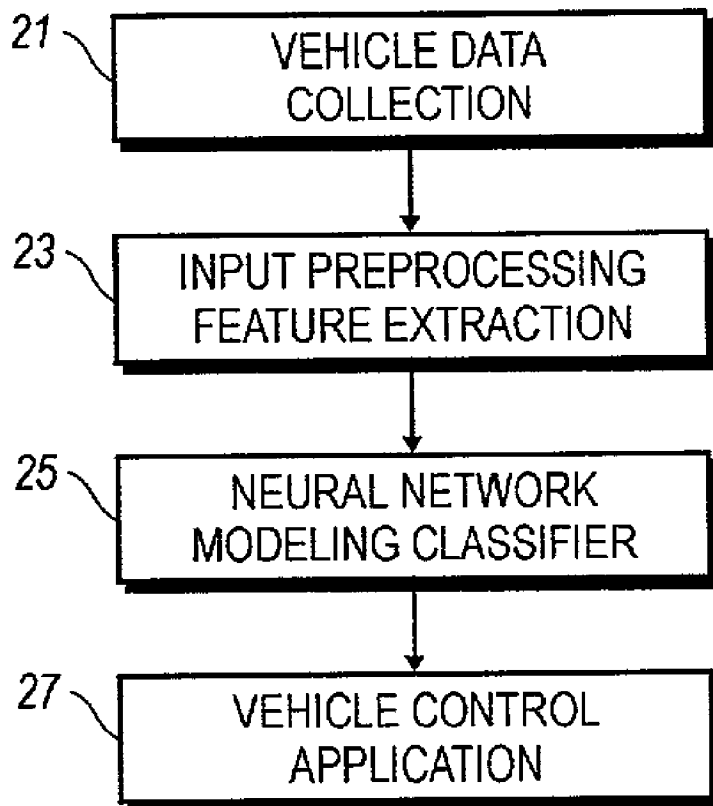 21
VEHICLE DATA
COLLECTION
23
INPUT PREPROCESSING
FEATURE EXTRACTION
25
NEURAL NETWORK
MODELING CLASSIFIER
27
VEHICLE CONTROL
APPLICATION